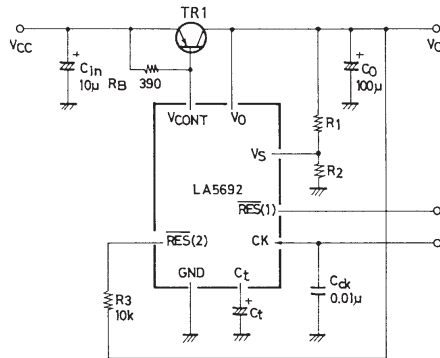 TR1
VCC
VO
+
Cin
10μ
RB
390
+
CO
100μ
VCONT
VO
R1
VS
R2
LA5692
RES(1)
RES(2)
CK
GND
Ct
R3
10k
+
Ct
Cck
0.01μ